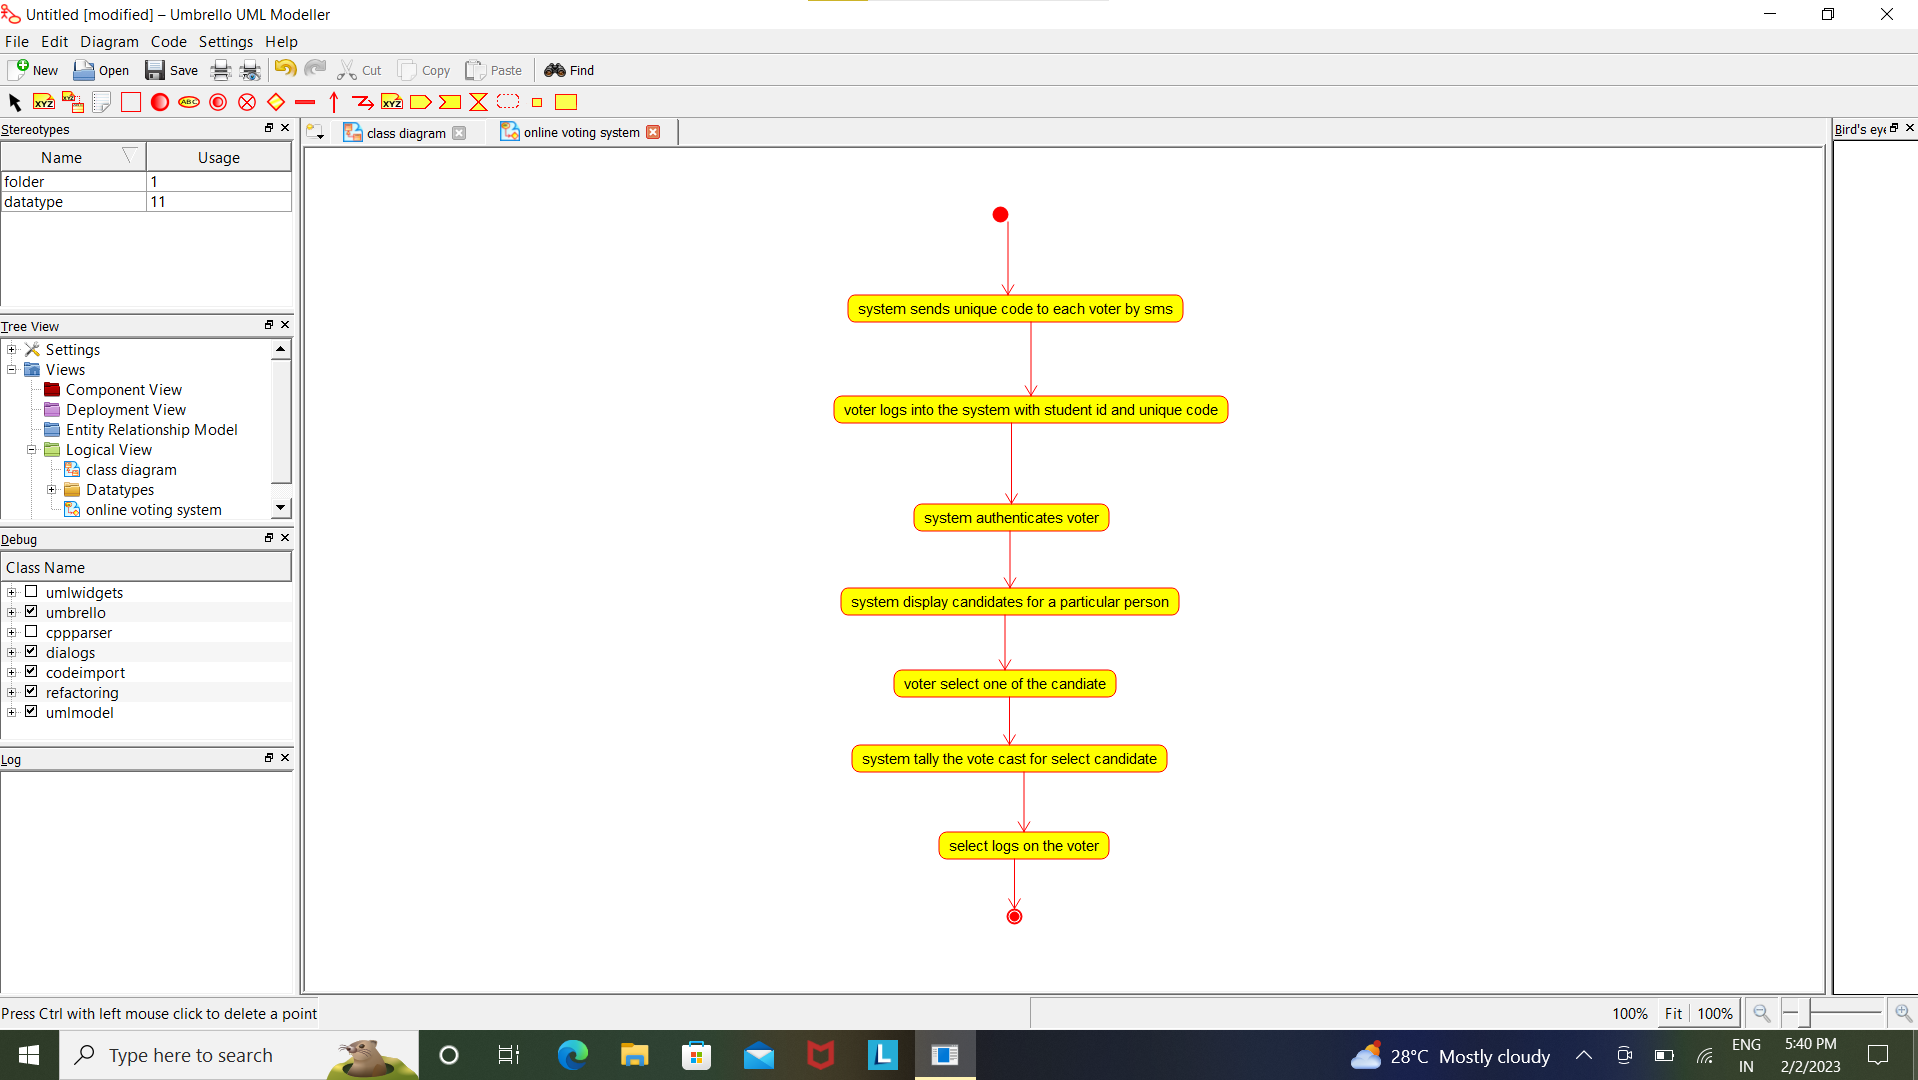 Untitled [modified] – Umbrello UML Modeller
File Edit Diagram Code Settings Help
New Open Save Cut Copy Paste Find
XYZ XYZ ABC XYZ
Stereotypes
Name Usage
folder 1
datatype 11
Tree View
Settings
Views
Component View
Deployment View
Entity Relationship Model
Logical View
class diagram
Datatypes
online voting system
Debug
Class Name
umlwidgets
umbrello
cppparser
dialogs
codeimport
refactoring
umlmodel
Log
class diagram online voting system
system sends unique code to each voter by sms
voter logs into the system with student id and unique code
system authenticates voter
system display candidates for a particular person
voter select one of the candiate
system tally the vote cast for select candidate
select logs on the voter
Bird's eye
Press Ctrl with left mouse click to delete a point
100% Fit 100%
Type here to search
L
28°C Mostly cloudy
ENG
IN
5:40 PM
2/2/2023